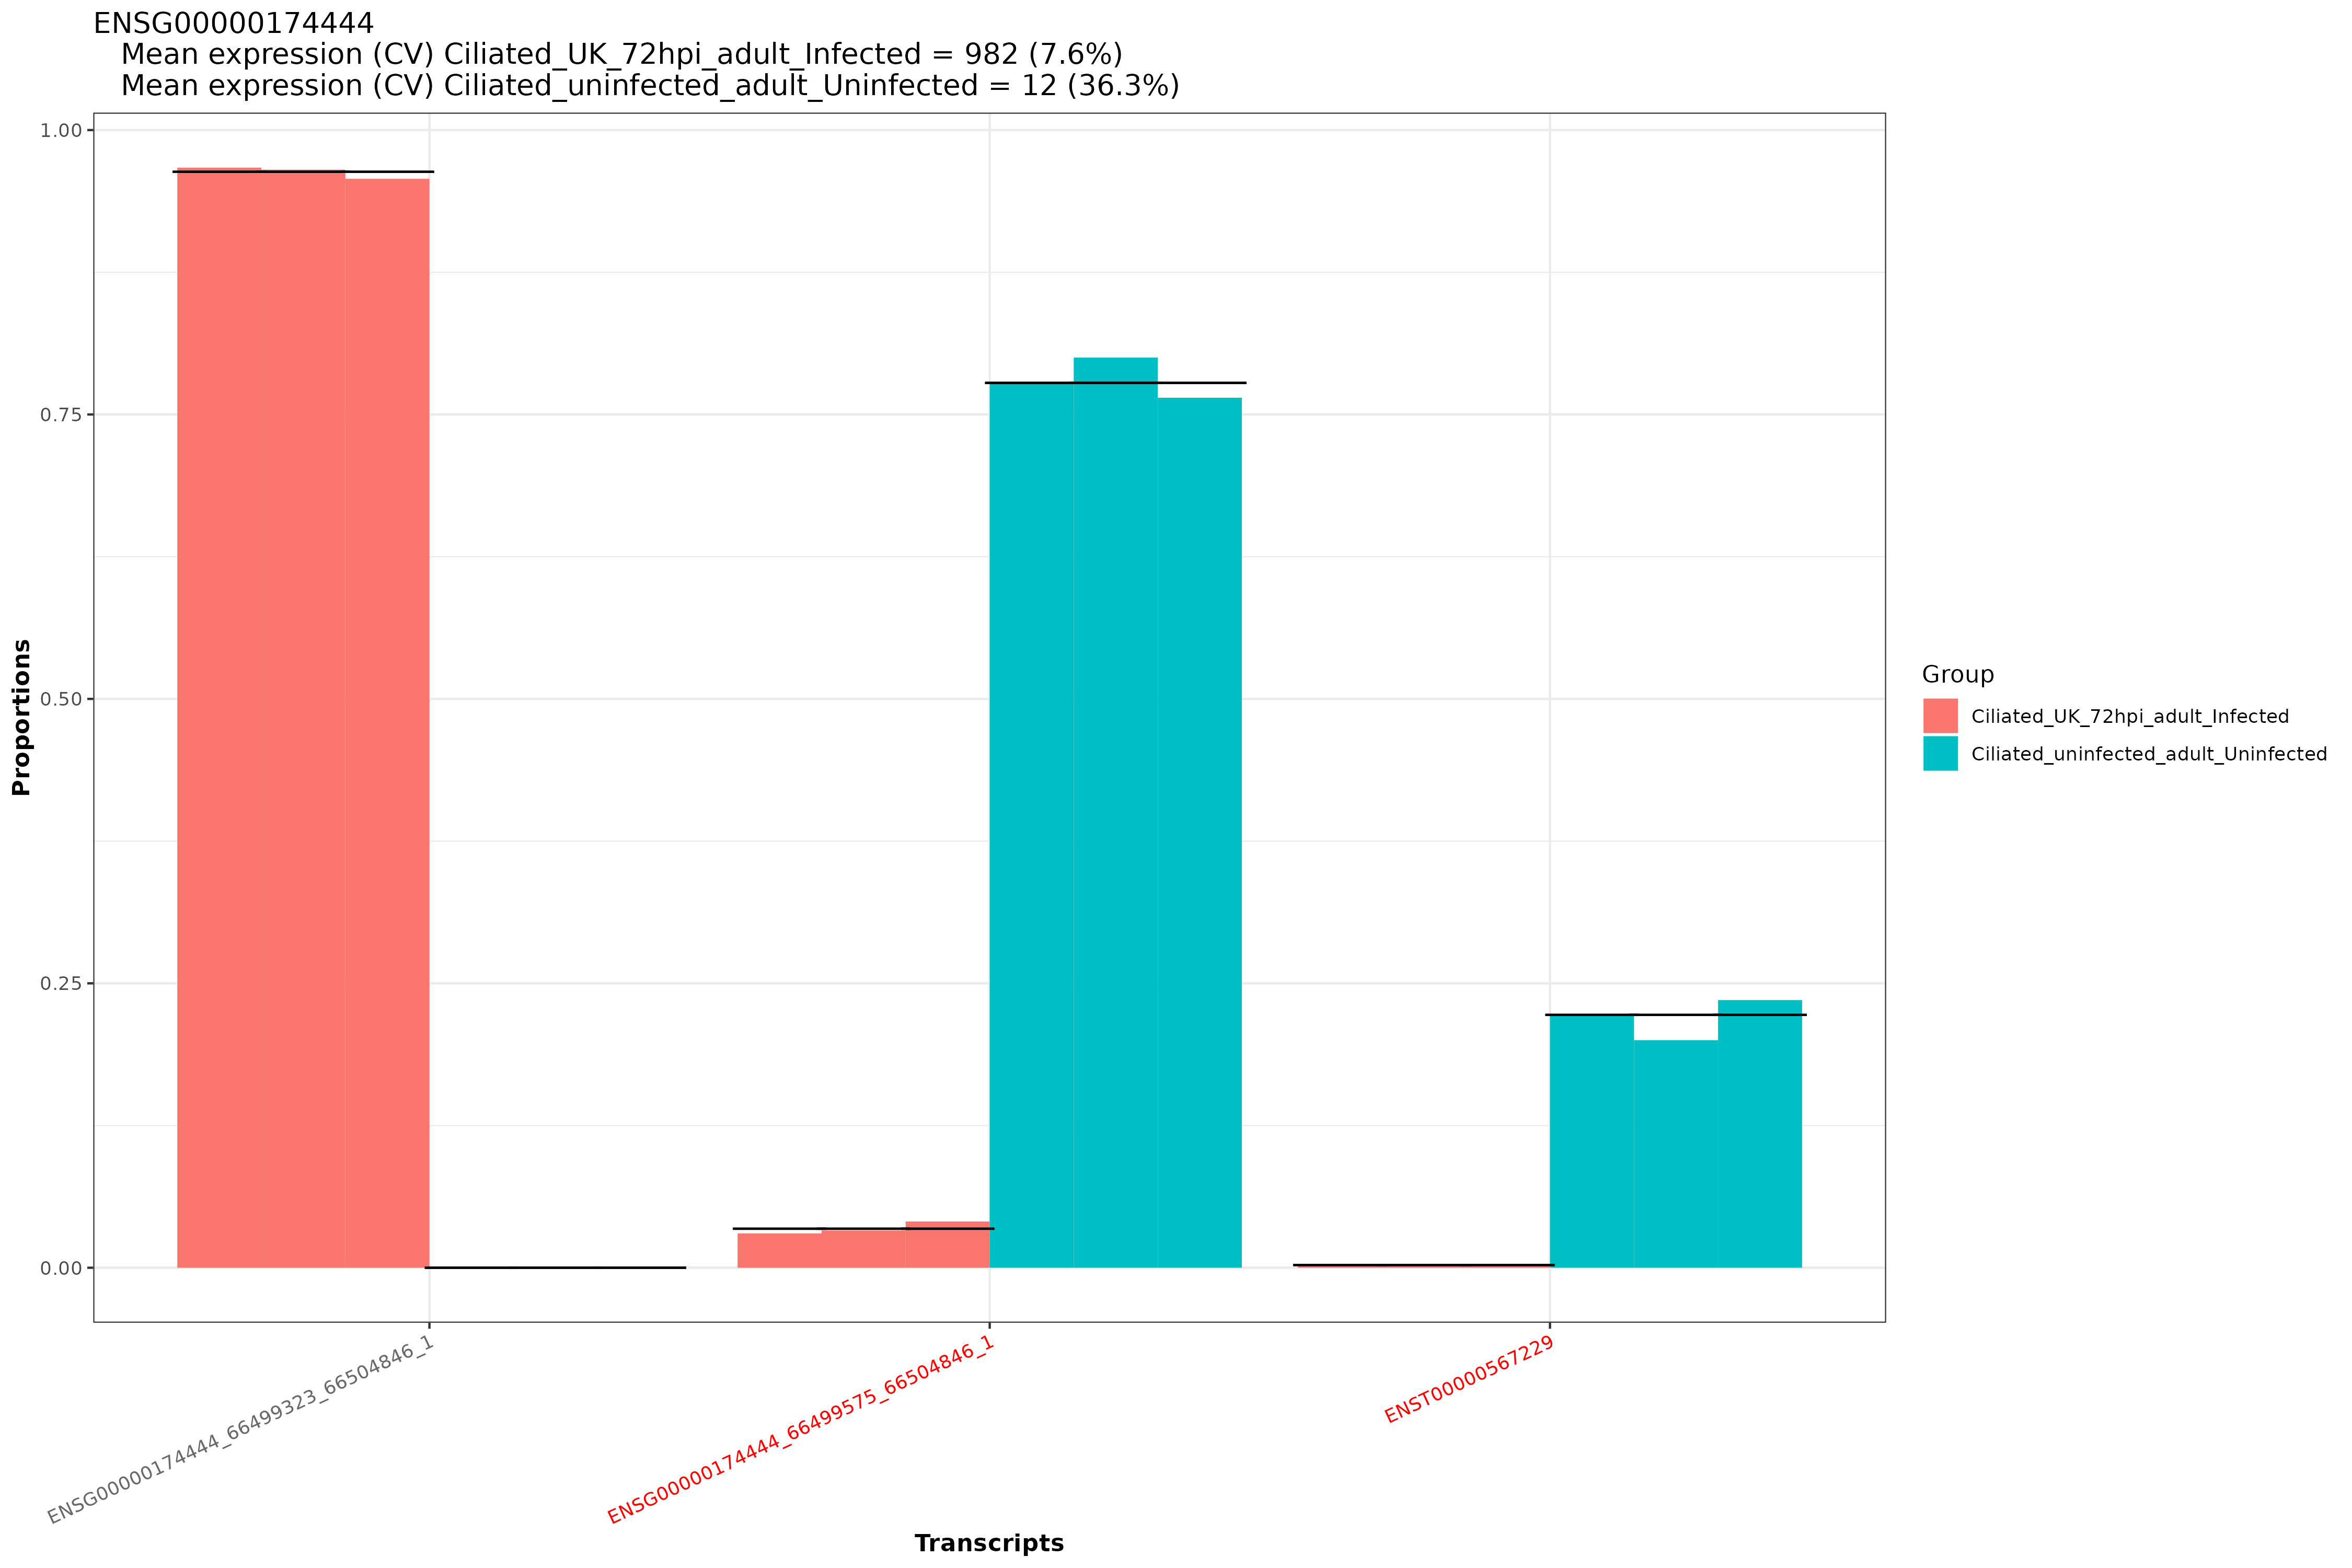 ENSG00000174444
Mean expression (CV) Ciliated_UK_72hpi_adult_Infected = 982 (7.6%)
Mean expression (CV) Ciliated_uninfected_adult_Uninfected = 12 (36.3%)
1.00
0.75
0.50
0.25
0.00
Proportions
ENSG00000174444_66499323_66504846_1
ENSG00000174444_66499575_66504846_1
ENST00000567229
Transcripts
Group
Ciliated_UK_72hpi_adult_Infected
Ciliated_uninfected_adult_Uninfected